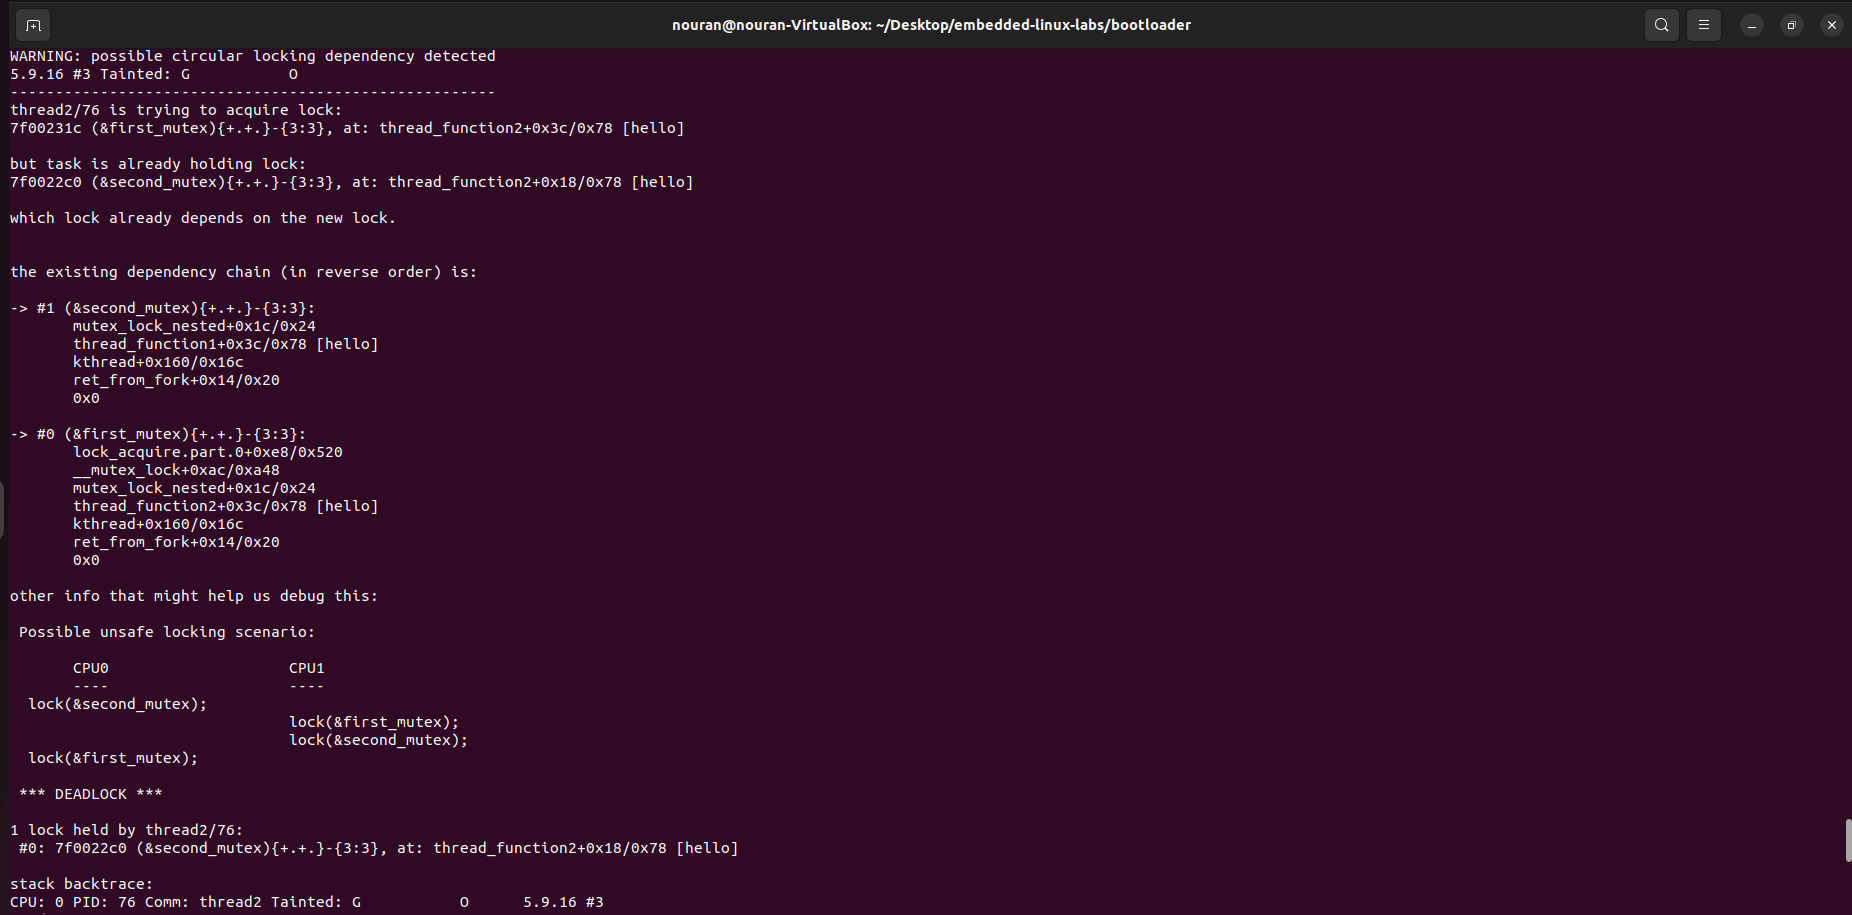 nouran@nouran-VirtualBox: ~/Desktop/embedded-linux-labs/bootloader
WARNING: possible circular locking dependency detected
5.9.16 #3 Tainted: G           O
------------------------------------------------------
thread2/76 is trying to acquire lock:
7f00231c (&first_mutex){+.+.}-{3:3}, at: thread_function2+0x3c/0x78 [hello]
but task is already holding lock:
7f0022c0 (&second_mutex){+.+.}-{3:3}, at: thread_function2+0x18/0x78 [hello]
which lock already depends on the new lock.
the existing dependency chain (in reverse order) is:
-> #1 (&second_mutex){+.+.}-{3:3}:
       mutex_lock_nested+0x1c/0x24
       thread_function1+0x3c/0x78 [hello]
       kthread+0x160/0x16c
       ret_from_fork+0x14/0x20
       0x0
-> #0 (&first_mutex){+.+.}-{3:3}:
       lock_acquire.part.0+0xe8/0x520
       __mutex_lock+0xac/0xa48
       mutex_lock_nested+0x1c/0x24
       thread_function2+0x3c/0x78 [hello]
       kthread+0x160/0x16c
       ret_from_fork+0x14/0x20
       0x0
other info that might help us debug this:
 Possible unsafe locking scenario:
       CPU0                    CPU1
       ----                    ----
  lock(&second_mutex);
                               lock(&first_mutex);
                               lock(&second_mutex);
  lock(&first_mutex);
 *** DEADLOCK ***
1 lock held by thread2/76:
 #0: 7f0022c0 (&second_mutex){+.+.}-{3:3}, at: thread_function2+0x18/0x78 [hello]
stack backtrace:
CPU: 0 PID: 76 Comm: thread2 Tainted: G           O      5.9.16 #3